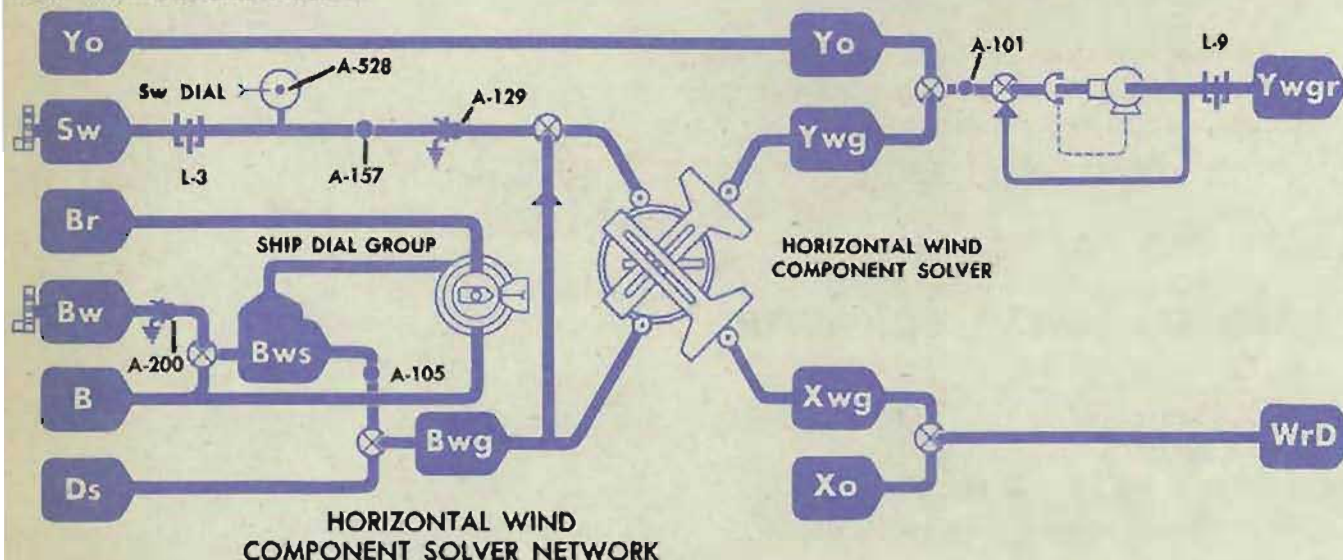 Yo
Yo
A-101
L-9
A-528
Sw DIAL
A-129
Ywgr
Sw
Ywg
L-3
A-157
Br
SHIP DIAL GROUP
HORIZONTAL WIND
COMPONENT SOLVER
Bw
Bws
A-200
A-105
B
Xwg
Bwg
WrD
Ds
Xo
HORIZONTAL WIND
COMPONENT SOLVER NETWORK